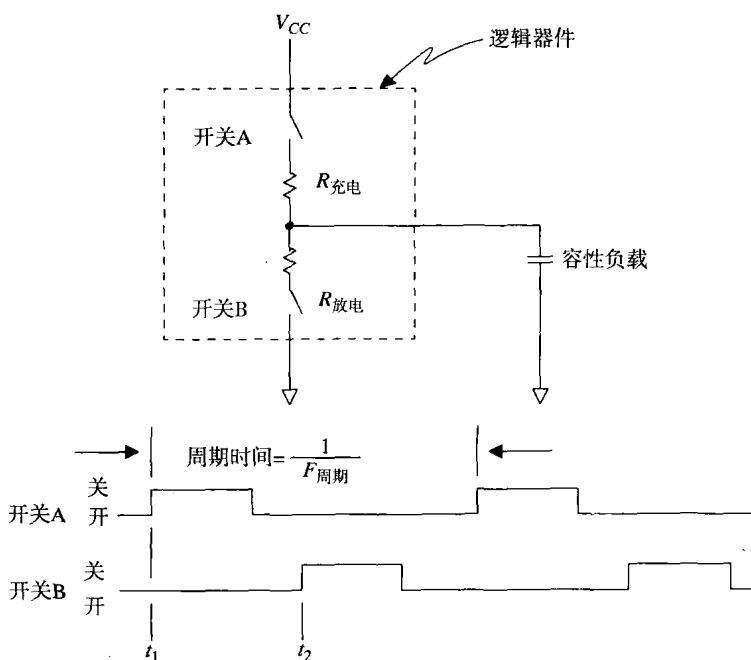 V_CC
逻辑器件
开关A
R充电
容性负载
开关B
R放电
周期时间= 1/F周期
开关A 关 开
开关B 关 开
t1 t2